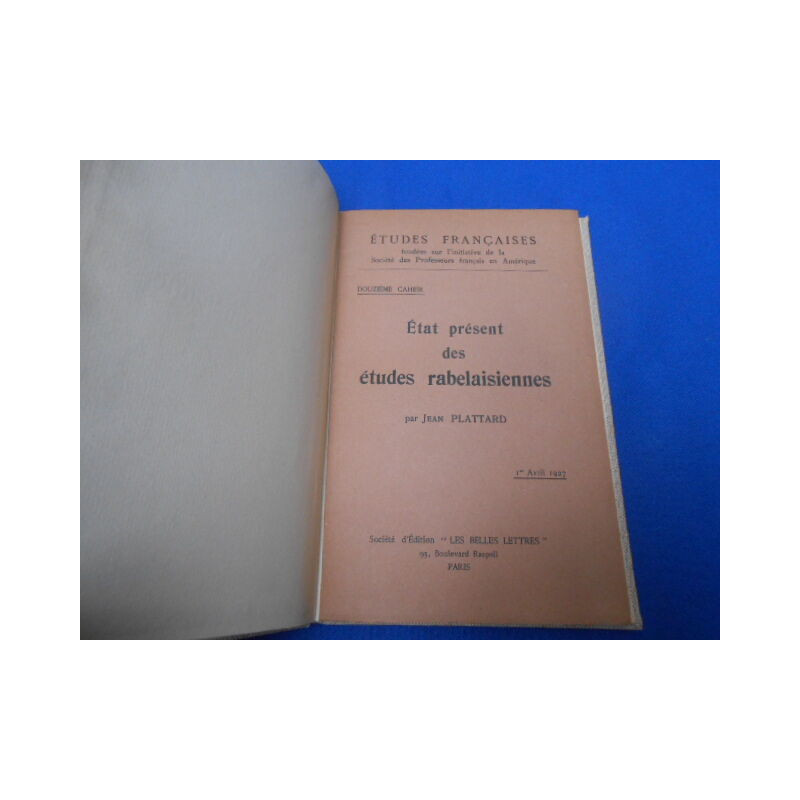 ÉTUDES FRANÇAISES
fondées sur l'initiative de la
Société des Professeurs français en Amérique
DOUZIÈME CAHIER
État présent
des
études rabelaisiennes
par JEAN PLATTARD
1er Avril 1927
Société d'Édition "LES BELLES LETTRES"
95, Boulevard Raspail
PARIS